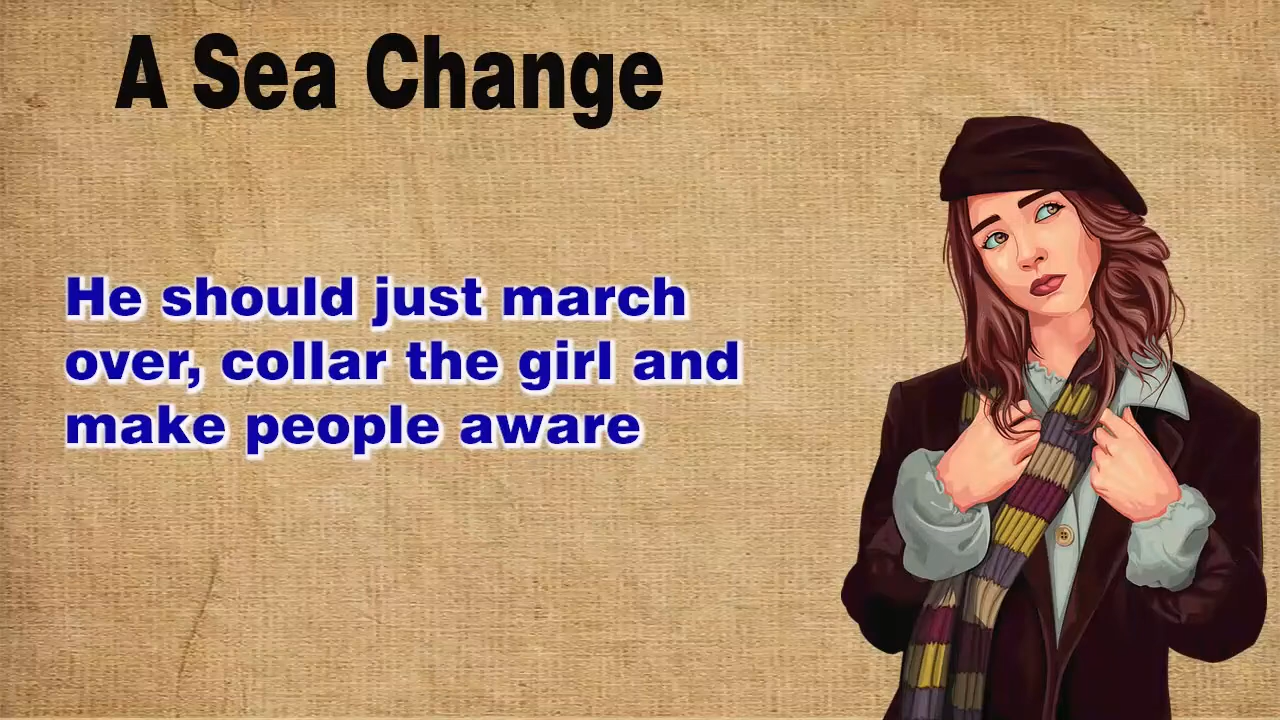 A Sea Change
He should just march
over, collar the girl and
make people aware